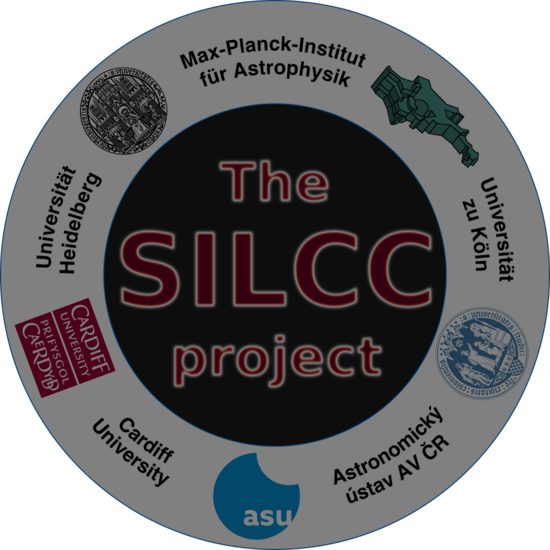 The
SILCC
project
Max-Planck-Institut
für Astrophysik
Universität
zu Köln
Astronomický
ústav AV ČR
asu
Cardiff
University
CARDIFF
UNIVERSITY
PRIFYSGOL
CAERDYDD
Universität
Heidelberg